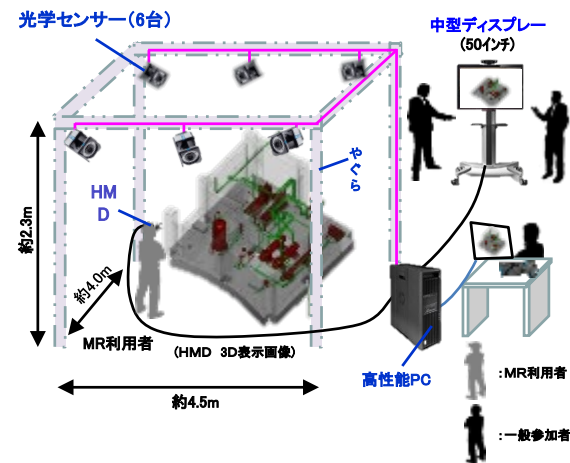 光学センサー(6台)
中型ディスプレー
(50インチ)
やぐら
HM
D
約2.3m
約4.0m
MR利用者
(HMD 3D表示画像)
高性能PC
約4.5m
:MR利用者
:一般参加者